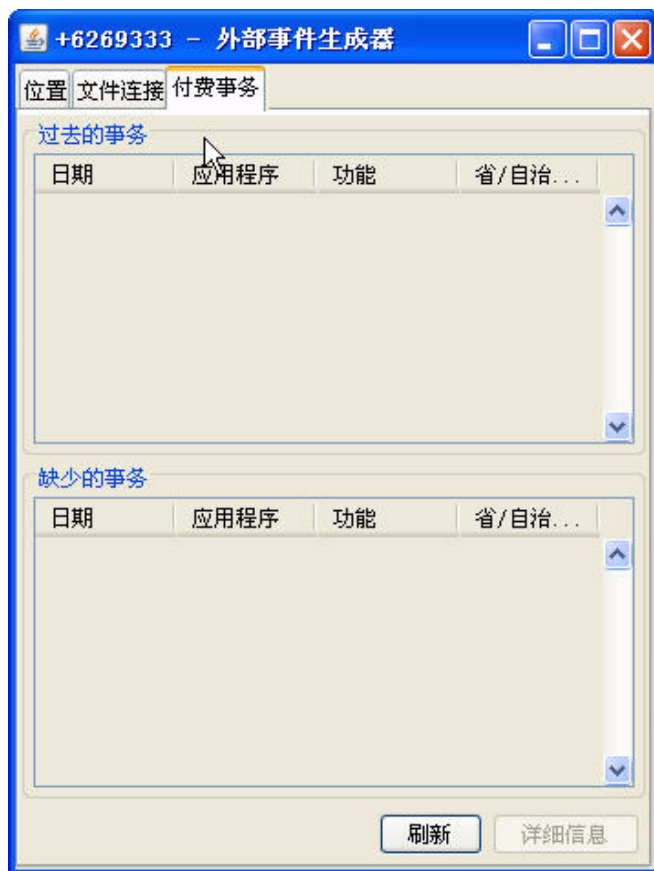 +6269333 - 外部事件生成器
位置 文件连接 付费事务
过去的事务
日期 应用程序 功能 省/自治...
缺少的事务
日期 应用程序 功能 省/自治...
刷新 详细信息